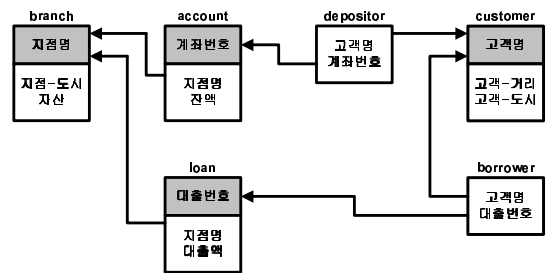 branch
지점명
지점-도시
자산
account
계좌번호
지점명
잔액
depositor
고객명
계좌번호
customer
고객명
고객-거리
고객-도시
loan
대출번호
지점명
대출액
borrower
고객명
대출번호